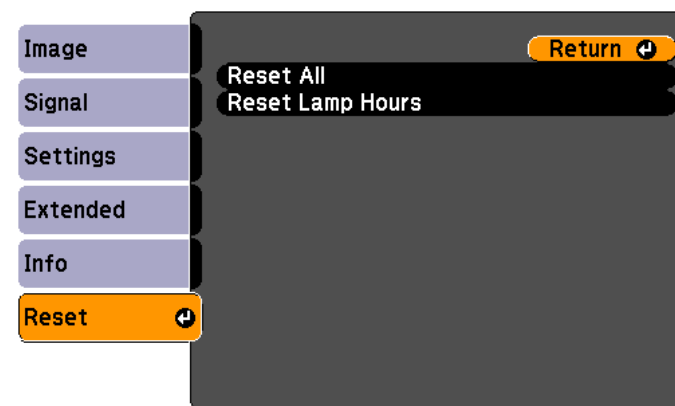 Image
Signal
Settings
Extended
Info
Reset
Return
Reset All
Reset Lamp Hours